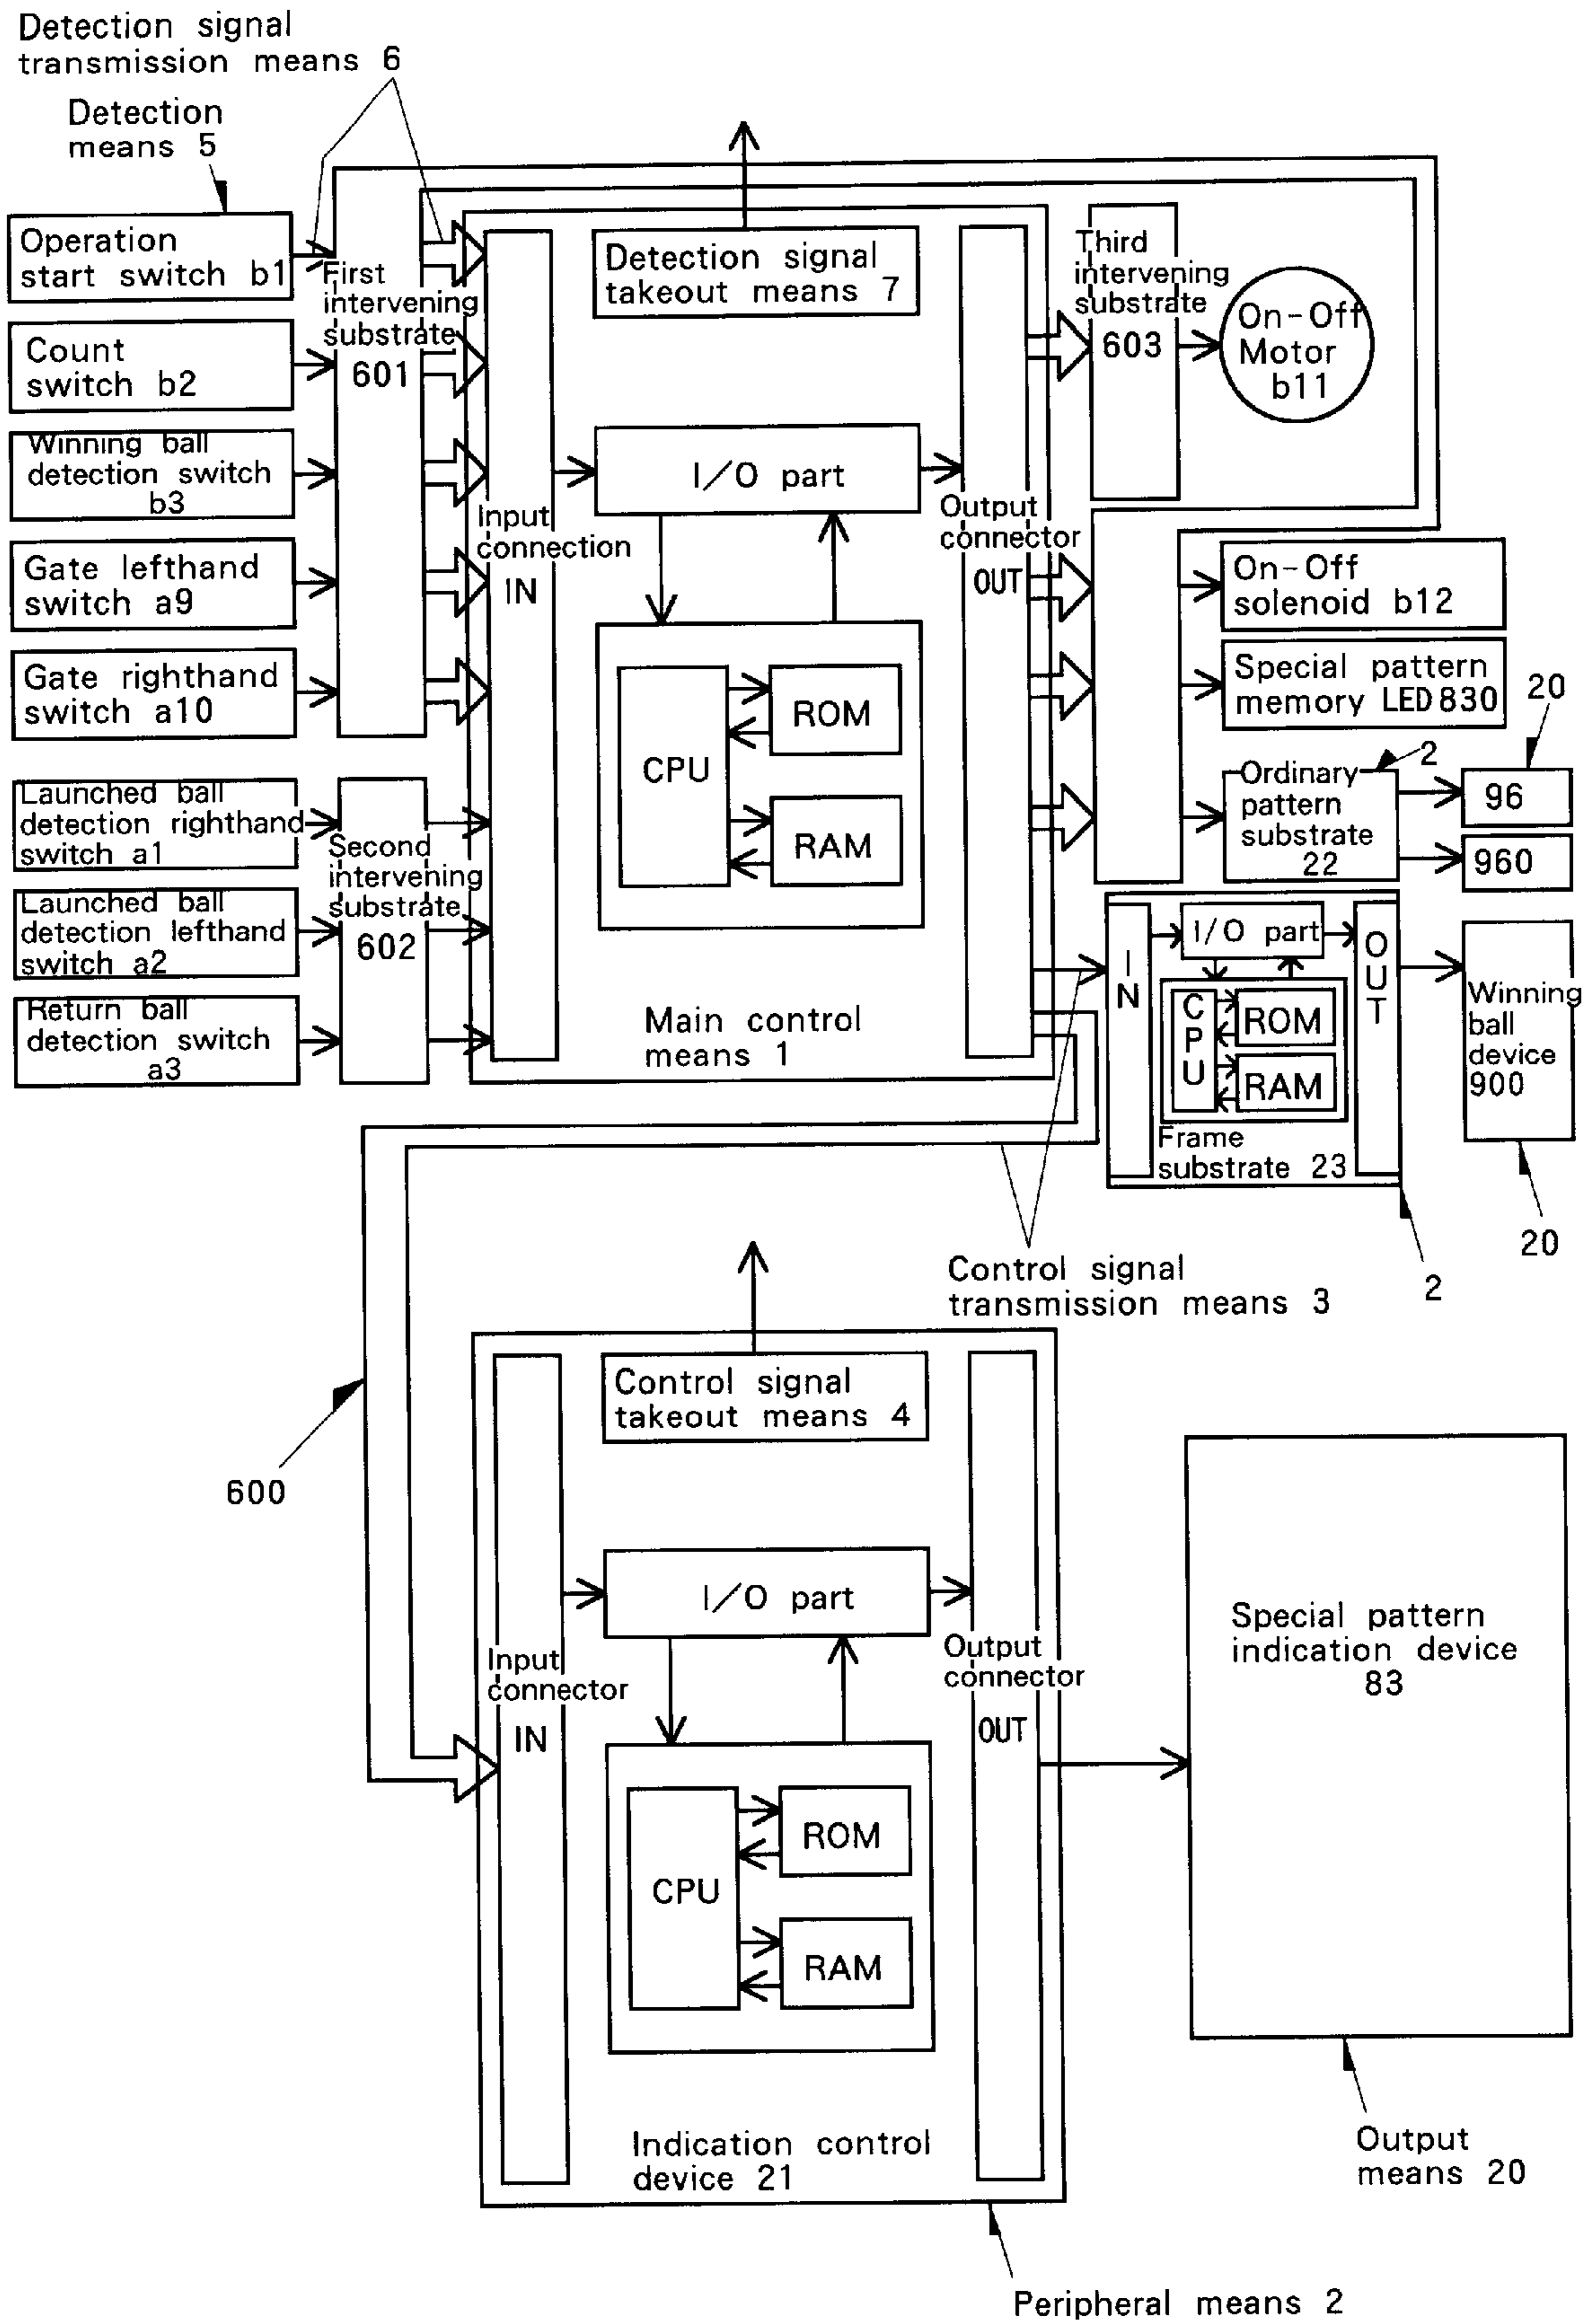 Detection signal
transmission means 6
Detection
means 5
Operation
start switch b1
Count
switch b2
Winning ball
detection switch
b3
Gate lefthand
switch a9
Gate righthand
switch a10
Launched ball
detection righthand
switch a1
Launched ball
detection lefthand
switch a2
Return ball
detection switch
a3
First
intervening
substrate
601
Second
intervening
substrate
602
Input
connection
IN
Detection signal
takeout means 7
I/O part
CPU
ROM
RAM
Main control
means 1
Output
connector
OUT
Third
intervening
substrate
603
On-Off
Motor
b11
On-Off
solenoid b12
Special pattern
memory LED830
20
2
Ordinary
pattern
substrate
22
96
960
IN
I/O part
CPU
ROM
RAM
OUT
Frame
substrate 23
Winning
ball
device
900
20
2
Control signal
transmission means 3
600
Control signal
takeout means 4
Input
connector
IN
I/O part
CPU
ROM
RAM
Output
connector
OUT
Indication control
device 21
Special pattern
indication device
83
Output
means 20
Peripheral means 2